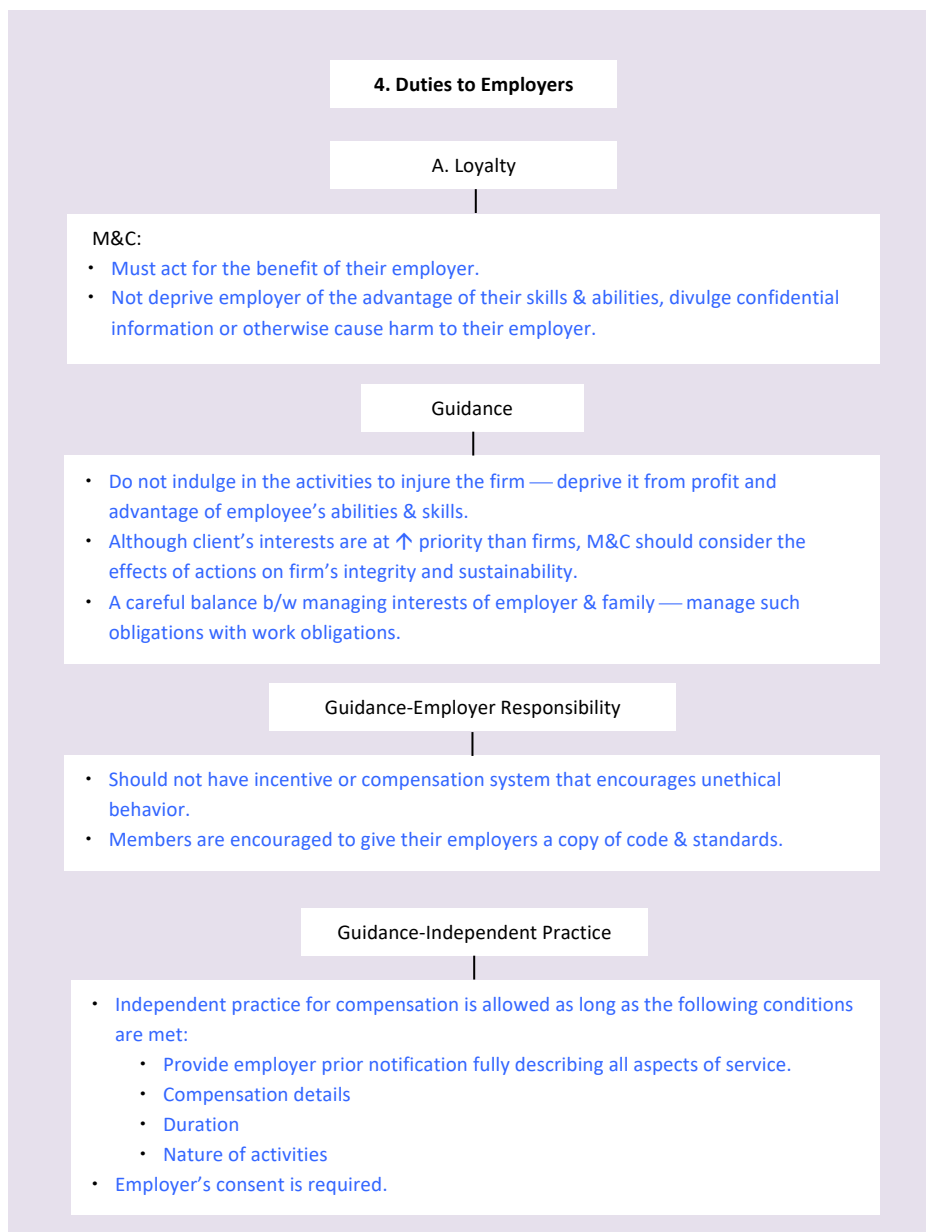 4. Duties to Employers
A. Loyalty
M&C:
• Must act for the benefit of their employer.
• Not deprive employer of the advantage of their skills & abilities, divulge confidential
information or otherwise cause harm to their employer.
Guidance
• Do not indulge in the activities to injure the firm — deprive it from profit and
advantage of employee's abilities & skills.
• Although client's interests are at ↑ priority than firms, M&C should consider the
effects of actions on firm's integrity and sustainability.
• A careful balance b/w managing interests of employer & family — manage such
obligations with work obligations.
Guidance-Employer Responsibility
• Should not have incentive or compensation system that encourages unethical
behavior.
• Members are encouraged to give their employers a copy of code & standards.
Guidance-Independent Practice
• Independent practice for compensation is allowed as long as the following conditions
are met:
• Provide employer prior notification fully describing all aspects of service.
• Compensation details
• Duration
• Nature of activities
• Employer's consent is required.